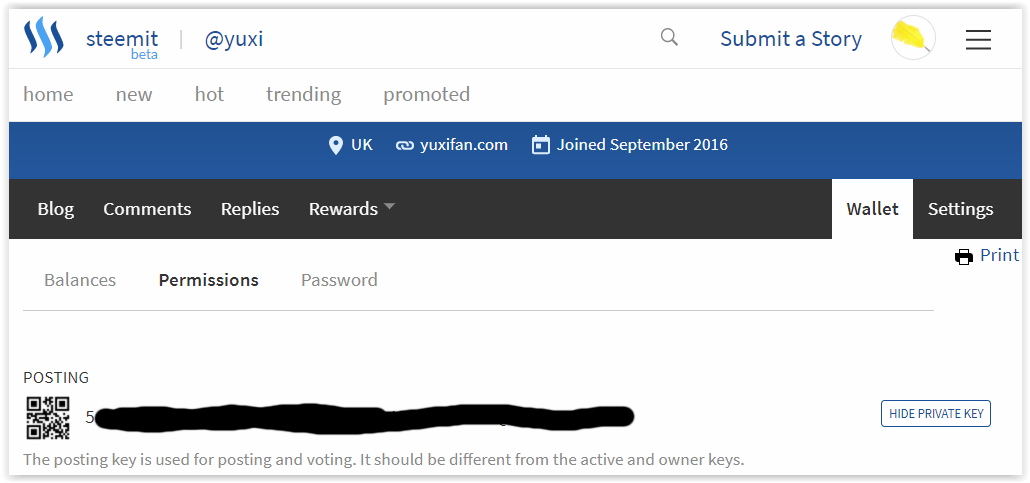 steemit beta | @yuxi Submit a Story
home new hot trending promoted
UK yuxifan.com Joined September 2016
Blog Comments Replies Rewards Wallet Settings
Print
Balances Permissions Password
POSTING
5
HIDE PRIVATE KEY
The posting key is used for posting and voting. It should be different from the active and owner keys.